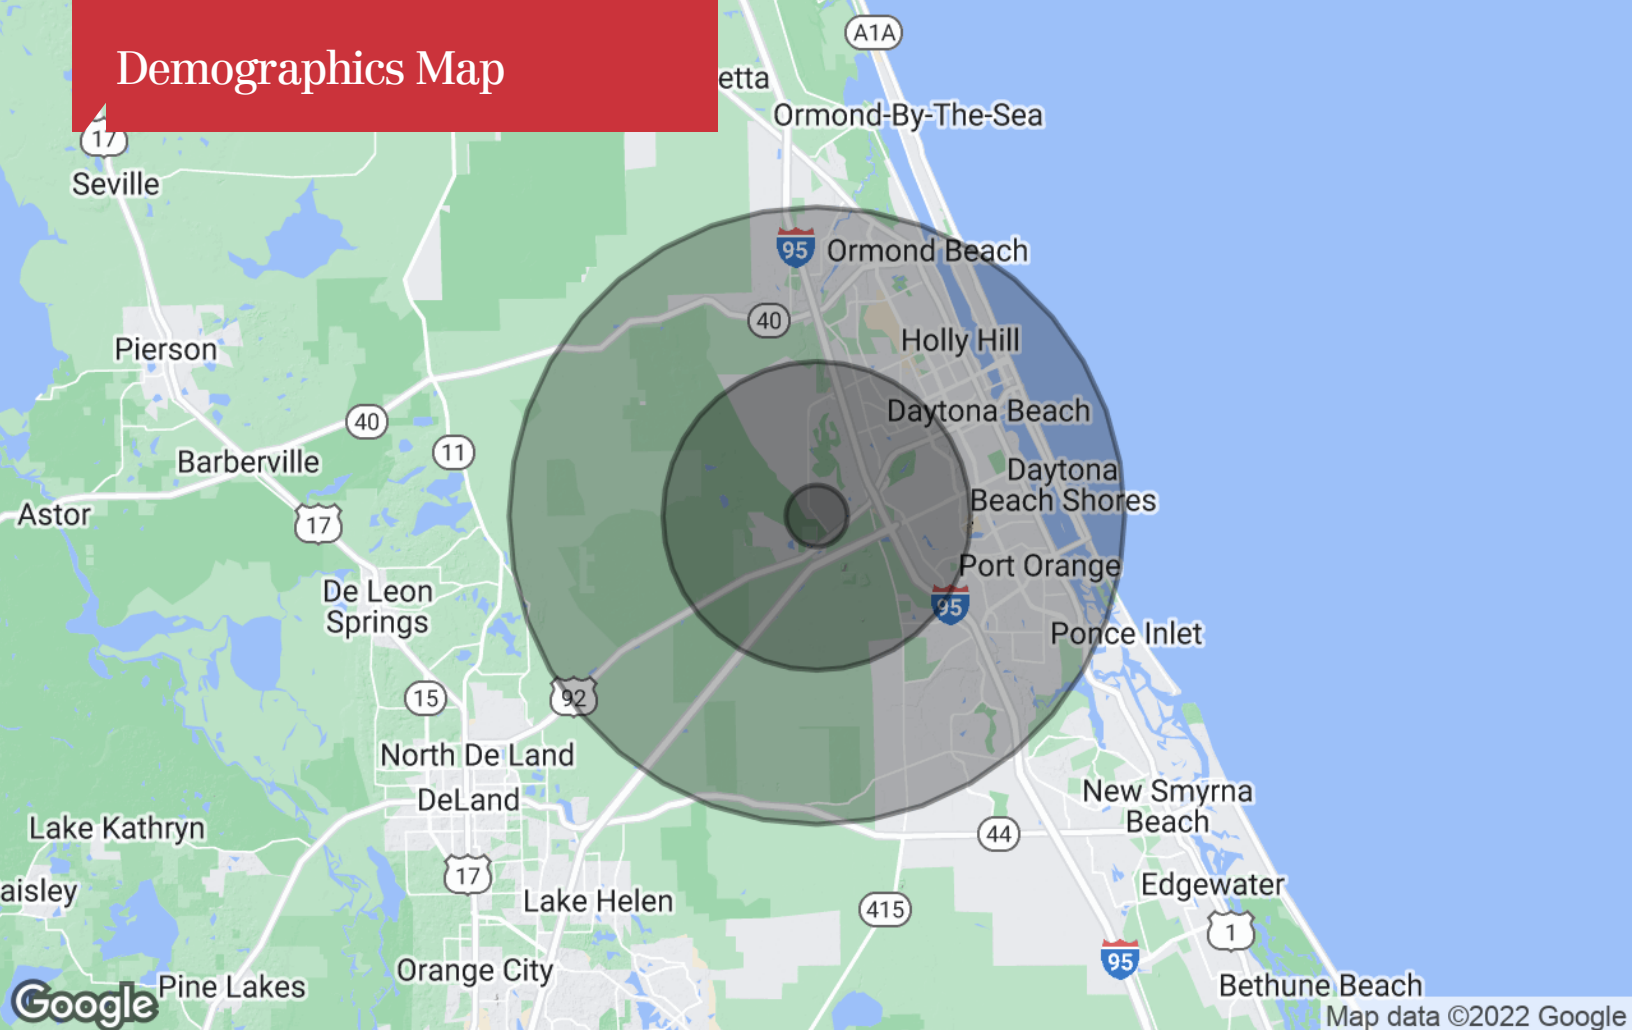 Demographics Map
A1A
etta
Ormond-By-The-Sea
17
Seville
95
Ormond Beach
40
Holly Hill
Pierson
Daytona Beach
40
11
Barberville
Daytona
Beach Shores
Astor
17
Port Orange
De Leon
Springs
95
Ponce Inlet
15
92
North De Land
DeLand
New Smyrna
Beach
Lake Kathryn
44
17
Edgewater
aisley
Lake Helen
415
1
95
Orange City
Pine Lakes
Bethune Beach
Google
Map data ©2022 Google